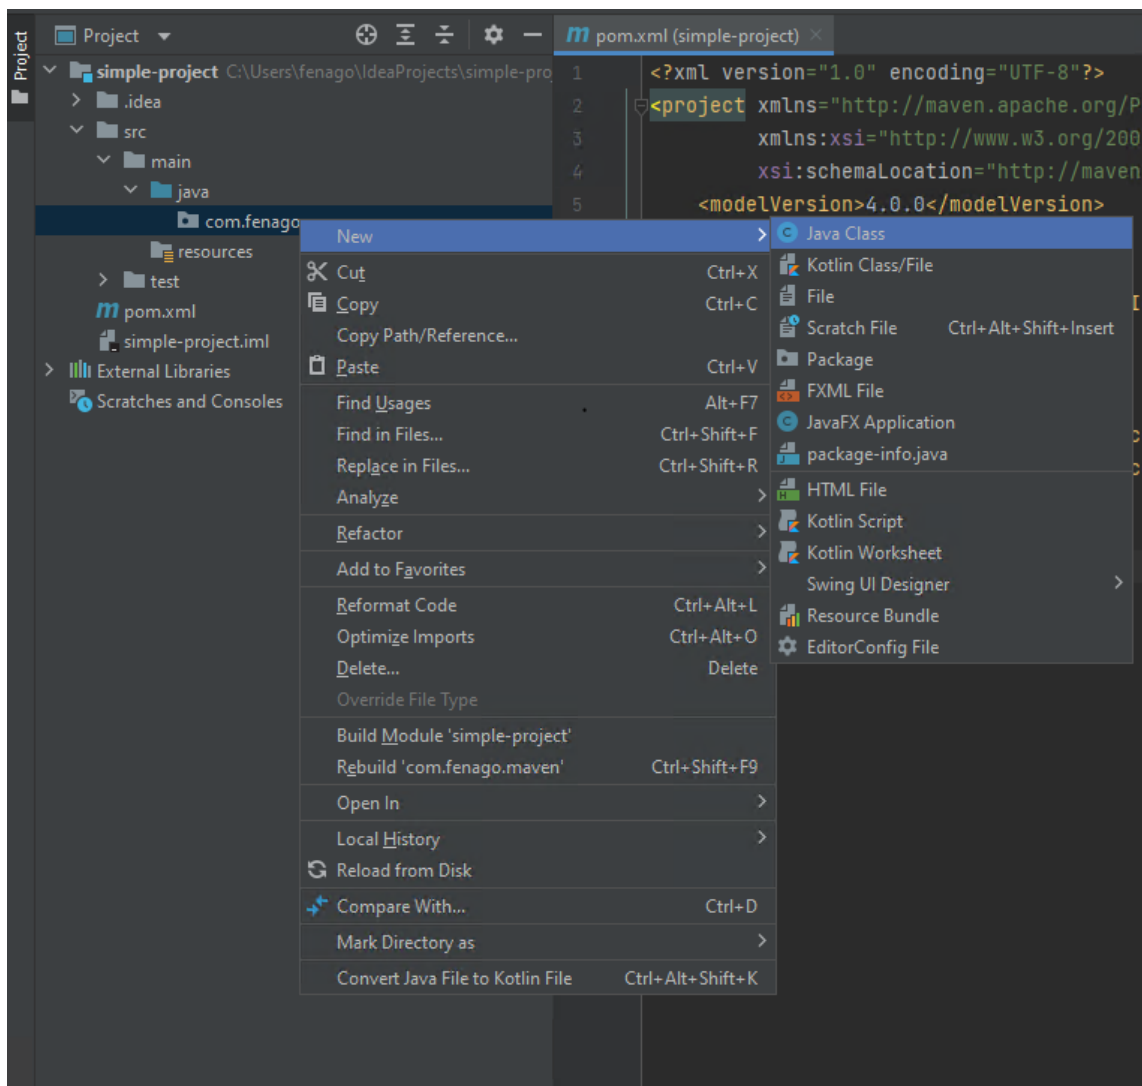 Project
Project
simple-project C:\Users\fenago\IdeaProjects\simple-pro
.idea
src
main
java
com.fenago
resources
test
m pom.xml
simple-project.iml
External Libraries
Scratches and Consoles
m pom.xml (simple-project)
1 <?xml version="1.0" encoding="UTF-8"?>
2 <project xmlns="http://maven.apache.org/P
3 xmlns:xsi="http://www.w3.org/200
4 xsi:schemaLocation="http://maven
5 <modelVersion>4.0.0</modelVersion>
New
Cut Ctrl+X
Copy Ctrl+C
Copy Path/Reference...
Paste Ctrl+V
Find Usages Alt+F7
Find in Files... Ctrl+Shift+F
Replace in Files... Ctrl+Shift+R
Analyze
Refactor
Add to Favorites
Reformat Code Ctrl+Alt+L
Optimize Imports Ctrl+Alt+O
Delete... Delete
Override File Type
Build Module 'simple-project'
Rebuild 'com.fenago.maven' Ctrl+Shift+F9
Open In
Local History
Reload from Disk
Compare With... Ctrl+D
Mark Directory as
Convert Java File to Kotlin File Ctrl+Alt+Shift+K
Java Class
Kotlin Class/File
File
Scratch File Ctrl+Alt+Shift+Insert
Package
FXML File
JavaFX Application
package-info.java
HTML File
Kotlin Script
Kotlin Worksheet
Swing UI Designer
Resource Bundle
EditorConfig File